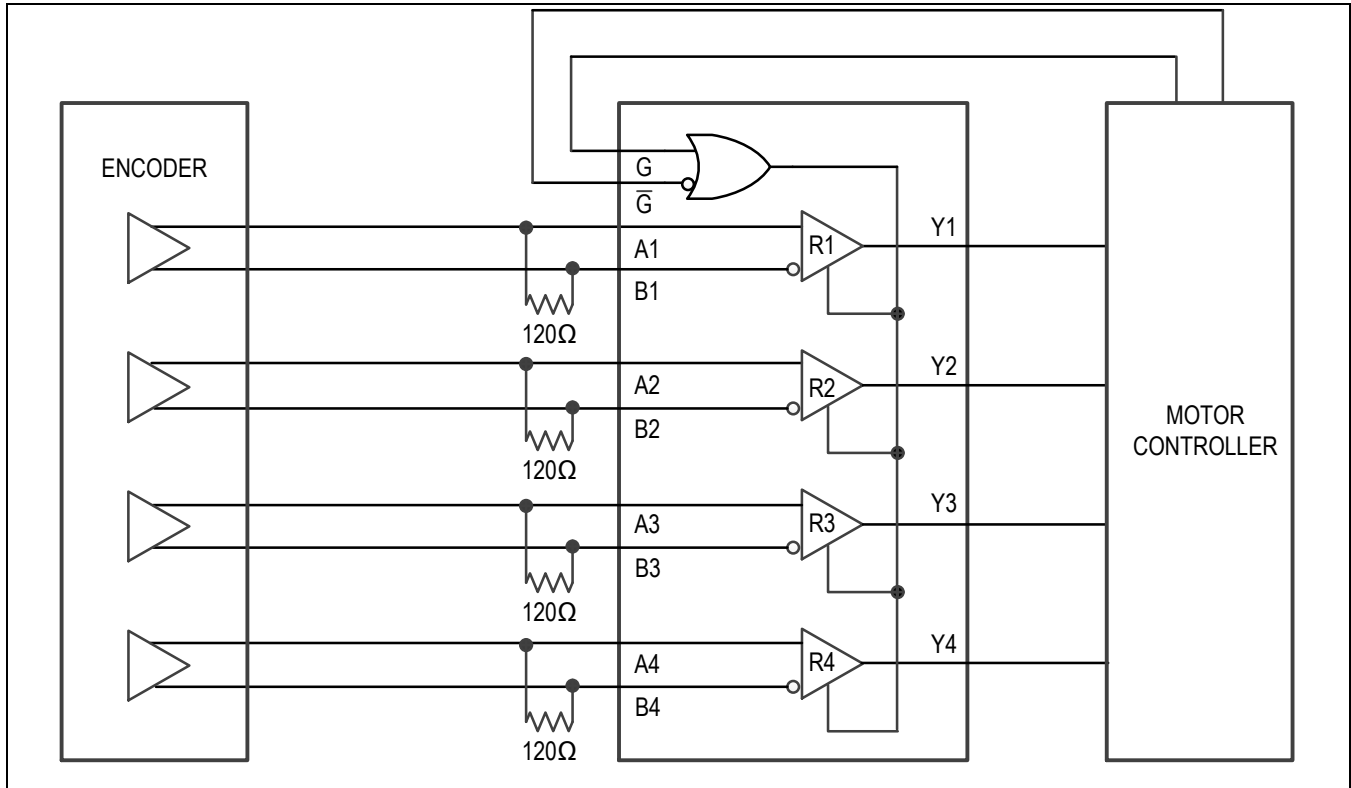 ENCODER
G
G̅
A1
B1
120Ω
R1
Y1
A2
B2
120Ω
R2
Y2
A3
B3
120Ω
R3
Y3
A4
B4
120Ω
R4
Y4
MOTOR
CONTROLLER